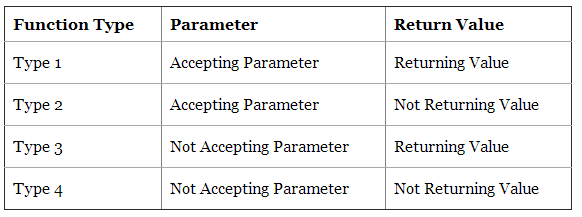 Function Type Parameter Return Value
Type 1 Accepting Parameter Returning Value
Type 2 Accepting Parameter Not Returning Value
Type 3 Not Accepting Parameter Returning Value
Type 4 Not Accepting Parameter Not Returning Value